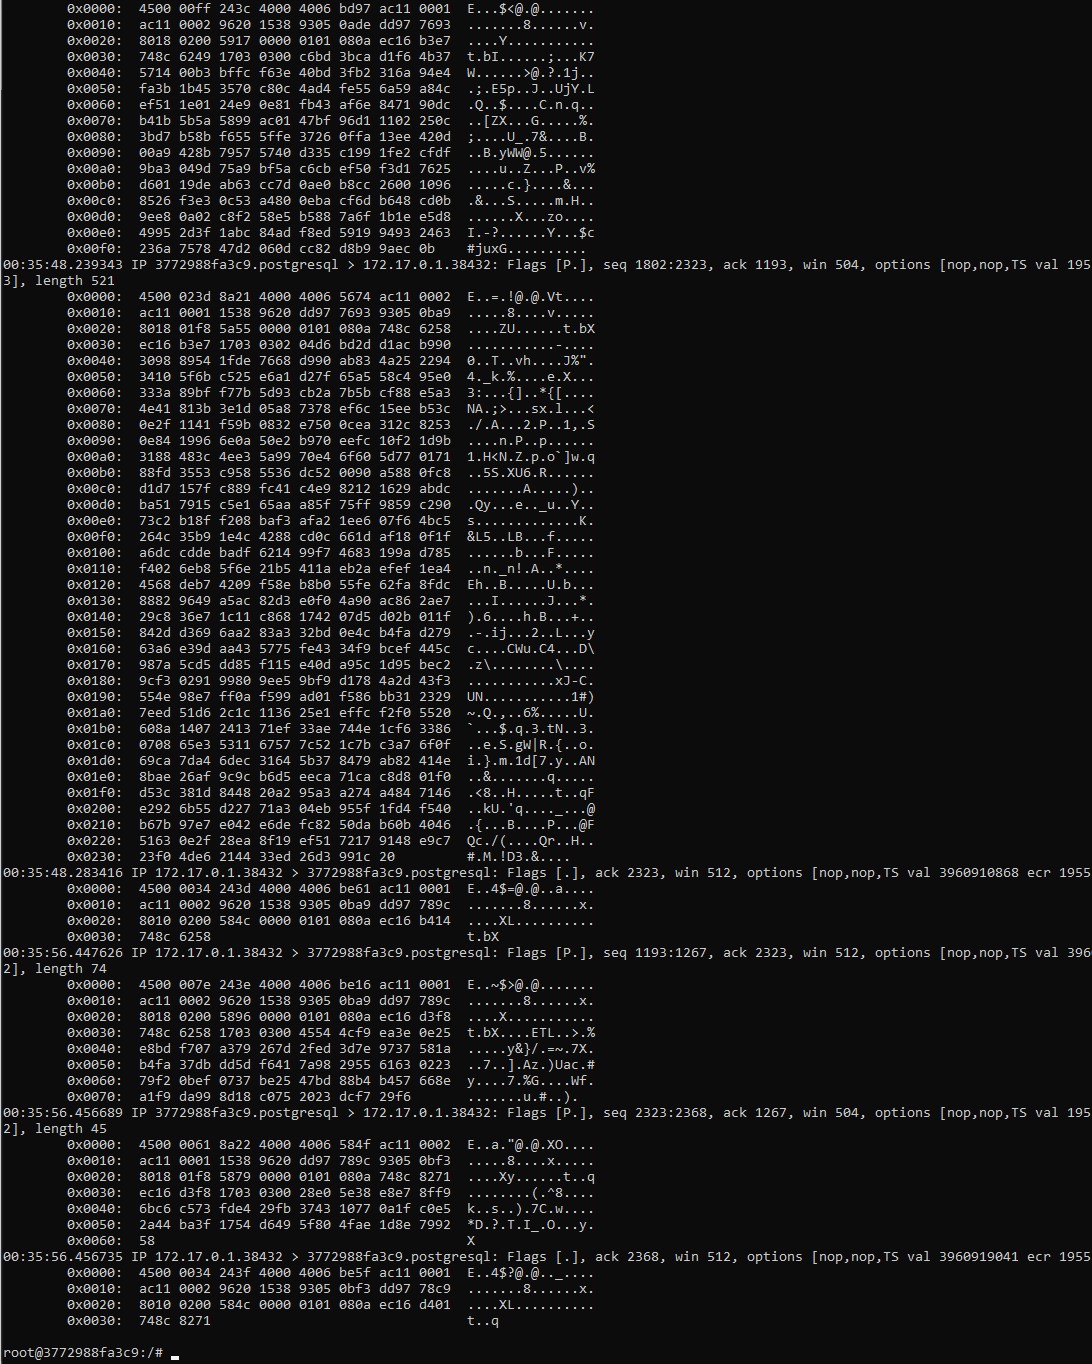 0x0000: 4500 00ff 243c 4000 4006 bd97 ac11 0001 E...$<@.@.......
0x0010: ac11 0002 9620 1538 9305 0ade dd97 7693 .......8......v.
0x0020: 8018 0200 5917 0000 0101 080a ec16 b3e7 ....Y...........
0x0030: 748c 6249 1703 0300 c6bd 3bca d1f6 4b37 t.bI......;...K7
0x0040: 5714 00b3 bffc f63e 40bd 3fb2 316a 94e4 W......>@.?.1j..
0x0050: fa3b 1b45 3570 c80c 4ad4 fe55 6a59 a84c .;.E5p..J..UjY.L
0x0060: ef51 1e01 24e9 0e81 fb43 af6e 8471 90dc .Q..$....C.n.q..
0x0070: b41b 5b5a 5899 ac01 47bf 96d1 1102 250c ..[ZX...G.....%.
0x0080: 3bd7 b58b f655 5ffe 3726 0ffa 13ee 420d ;....U_.7&....B.
0x0090: 00a9 428b 7957 5740 d335 c199 1fe2 cfdf ..B.yWW@.5......
0x00a0: 9ba3 049d 75a9 bf5a c6cb ef50 f3d1 7625 ....u..Z...P..v%
0x00b0: d601 19de ab63 cc7d 0ae0 b8cc 2600 1096 .....c.}....&...
0x00c0: 8526 f3e3 0c53 a480 0eba cf6d b648 cd0b .&...S.....m.H..
0x00d0: 9ee8 0a02 c8f2 58e5 b588 7a6f 1b1e e5d8 ......X...zo....
0x00e0: 4995 2d3f 1abc 84ad f8ed 5919 9493 2463 I.-?......Y...$c
0x00f0: 236a 7578 47d2 060d cc82 d8b9 9aec 0b #juxG..........
00:35:48.239343 IP 3772988fa3c9.postgresql > 172.17.0.1.38432: Flags [P.], seq 1802:2323, ack 1193, win 504, options [nop,nop,TS val 195
3], length 521
0x0000: 4500 023d 8a21 4000 4006 5674 ac11 0002 E..=.!@.@.Vt....
0x0010: ac11 0001 1538 9620 dd97 7693 9305 0ba9 .....8....v.....
0x0020: 8018 01f8 5a55 0000 0101 080a 748c 6258 ....ZU......t.bX
0x0030: ec16 b3e7 1703 0302 04d6 bd2d d1ac b990 ...........-....
0x0040: 3098 8954 1fde 7668 d990 ab83 4a25 2294 0..T..vh....J%".
0x0050: 3410 5f6b c525 e6a1 d27f 65a5 58c4 95e0 4._k.%....e.X...
0x0060: 333a 89bf f77b 5d93 cb2a 7b5b cf88 e5a3 3:...{]..*{[....
0x0070: 4e41 813b 3e1d 05a8 7378 ef6c 15ee b53c NA.;>...sx.l...<
0x0080: 0e2f 1141 f59b 0832 e750 0cea 312c 8253 ./.A...2.P..1,.S
0x0090: 0e84 1996 6e0a 50e2 b970 eefc 10f2 1d9b ....n.P..p......
0x00a0: 3188 483c 4ee3 5a99 70e4 6f60 5d77 0171 1.H<N.Z.p.o`]w.q
0x00b0: 88fd 3553 c958 5536 dc52 0090 a588 0fc8 ..5S.XU6.R......
0x00c0: d1d7 157f c889 fc41 c4e9 8212 1629 abdc .......A.....)..
0x00d0: ba51 7915 c5e1 65aa a85f 75ff 9859 c290 .Qy...e.._u..Y..
0x00e0: 73c2 b18f f208 baf3 afa2 1ee6 07f6 4bc5 s.............K.
0x00f0: 264c 35b9 1e4c 4288 cd0c 661d af18 0f1f &L5..LB...f.....
0x0100: a6dc cdde badf 6214 99f7 4683 199a d785 ......b...F.....
0x0110: f402 6eb8 5f6e 21b5 411a eb2a efef 1ea4 ..n._n!.A..*....
0x0120: 4568 deb7 4209 f58e b8b0 55fe 62fa 8fdc Eh..B.....U.b...
0x0130: 8882 9649 a5ac 82d3 e0f0 4a90 ac86 2ae7 ...I......J...*.
0x0140: 29c8 36e7 1c11 c868 1742 07d5 d02b 011f ).6....h.B...+..
0x0150: 842d d369 6aa2 83a3 32bd 0e4c b4fa d279 .-.ij...2..L...y
0x0160: 63a6 e39d aa43 5775 fe43 34f9 bcef 445c c....CWu.C4...D\
0x0170: 987a 5cd5 dd85 f115 e40d a95c 1d95 bec2 .z\........\....
0x0180: 9cf3 0291 9980 9ee5 9bf9 d178 4a2d 43f3 ...........xJ-C.
0x0190: 554e 98e7 ff0a f599 ad01 f586 bb31 2329 UN...........1#)
0x01a0: 7eed 51d6 2c1c 1136 25e1 effc f2f0 5520 ~.Q.,..6%.....U.
0x01b0: 608a 1407 2413 71ef 33ae 744e 1cf6 3386 `...$.q.3.tN..3.
0x01c0: 0708 65e3 5311 6757 7c52 1c7b c3a7 6f0f ..e.S.gW|R.{..o.
0x01d0: 69ca 7da4 6dec 3164 5b37 8479 ab82 414e i.}.m.1d[7.y..AN
0x01e0: 8bae 26af 9c9c b6d5 eeca 71ca c8d8 01f0 ..&.......q.....
0x01f0: d53c 381d 8448 20a2 95a3 a274 a484 7146 .<8..H.....t..qF
0x0200: e292 6b55 d227 71a3 04eb 955f 1fd4 f540 ..kU.'q...._...@
0x0210: b67b 97e7 e042 e6de fc82 50da b60b 4046 .{...B....P...@F
0x0220: 5163 0e2f 28ea 8f19 ef51 7217 9148 e9c7 Qc./(....Qr..H..
0x0230: 23f0 4de6 2144 33ed 26d3 991c 20 #.M.!D3.&....
00:35:48.283416 IP 172.17.0.1.38432 > 3772988fa3c9.postgresql: Flags [.], ack 2323, win 512, options [nop,nop,TS val 3960910868 ecr 1955
0x0000: 4500 0034 243d 4000 4006 be61 ac11 0001 E..4$=@.@..a....
0x0010: ac11 0002 9620 1538 9305 0ba9 dd97 789c .......8......x.
0x0020: 8010 0200 584c 0000 0101 080a ec16 b414 ....XL..........
0x0030: 748c 6258 t.bX
00:35:56.447626 IP 172.17.0.1.38432 > 3772988fa3c9.postgresql: Flags [P.], seq 1193:1267, ack 2323, win 512, options [nop,nop,TS val 396
2], length 74
0x0000: 4500 007e 243e 4000 4006 be16 ac11 0001 E..~$>@.@.......
0x0010: ac11 0002 9620 1538 9305 0ba9 dd97 789c .......8......x.
0x0020: 8018 0200 5896 0000 0101 080a ec16 d3f8 ....X...........
0x0030: 748c 6258 1703 0300 4554 4cf9 ea3e 0e25 t.bX....ETL..>.%
0x0040: e8bd f707 a379 267d 2fed 3d7e 9737 581a .....y&}/.=~.7X.
0x0050: b4fa 37db dd5d f641 7a98 2955 6163 0223 ..7..].Az.)Uac.#
0x0060: 79f2 0bef 0737 be25 47bd 88b4 b457 668e y....7.%G....Wf.
0x0070: a1f9 da99 8d18 c075 2023 dcf7 29f6 .......u.#..).
00:35:56.456689 IP 3772988fa3c9.postgresql > 172.17.0.1.38432: Flags [P.], seq 2323:2368, ack 1267, win 504, options [nop,nop,TS val 195
2], length 45
0x0000: 4500 0061 8a22 4000 4006 584f ac11 0002 E..a."@.@.XO....
0x0010: ac11 0001 1538 9620 dd97 789c 9305 0bf3 .....8....x.....
0x0020: 8018 01f8 5879 0000 0101 080a 748c 8271 ....Xy......t..q
0x0030: ec16 d3f8 1703 0300 28e0 5e38 e8e7 8ff9 ........(.^8....
0x0040: 6bc6 c573 fde4 29fb 3743 1077 0a1f c0e5 k..s..).7C.w....
0x0050: 2a44 ba3f 1754 d649 5f80 4fae 1d8e 7992 *D.?.T.I_.O...y.
0x0060: 58 X
00:35:56.456735 IP 172.17.0.1.38432 > 3772988fa3c9.postgresql: Flags [.], ack 2368, win 512, options [nop,nop,TS val 3960919041 ecr 1955
0x0000: 4500 0034 243f 4000 4006 be5f ac11 0001 E..4$?@.@.._....
0x0010: ac11 0002 9620 1538 9305 0bf3 dd97 78c9 .......8......x.
0x0020: 8010 0200 584c 0000 0101 080a ec16 d401 ....XL..........
0x0030: 748c 8271 t..q
root@3772988fa3c9:/#